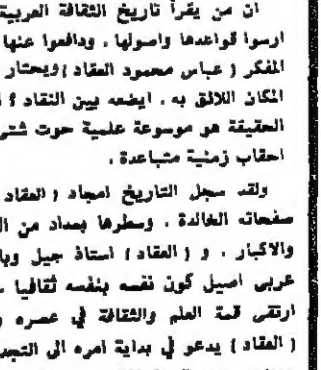 ان من يقرأ تاريخ الثقافة العربية
ارسوا قواعدها واصولها ، ودافعوا عنها
المفكر ( عباس محمود العقاد ) ويحتار
المكان اللائق به . ايضعه بين النقاد ؟
الحقيقة هو موسوعة علمية حوت شتى
احقاب زمنية متباعدة .
ولقد سجل التاريخ امجاد ( العقاد
صفحاته الخالدة . وسطرها بمداد من
والاكبار . و ( العقاد ) استاذ جيل
عربى اصيل كون نفسه بنفسه ثقافيا
ارتقى قمة العلم والثقافة في عصره
( العقاد ) يدعو في بداية امره الى